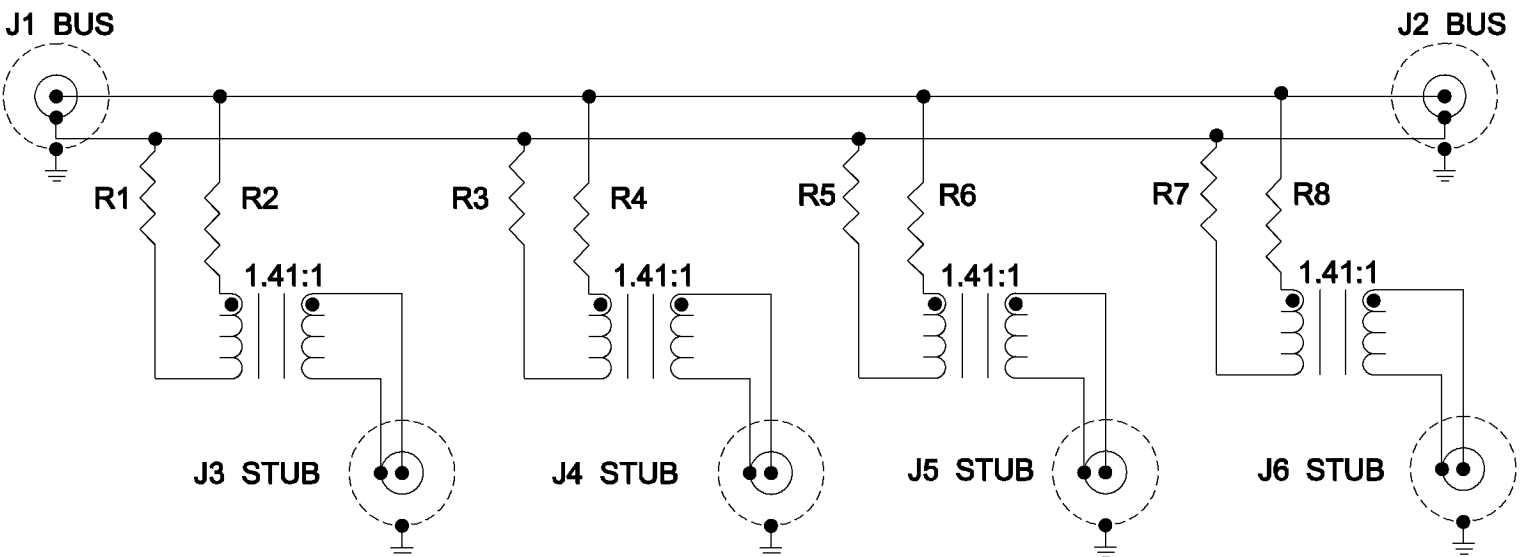 J1 BUS
J2 BUS
R1
R2
R3
R4
R5
R6
R7
R8
1.41:1
1.41:1
1.41:1
1.41:1
J3 STUB
J4 STUB
J5 STUB
J6 STUB